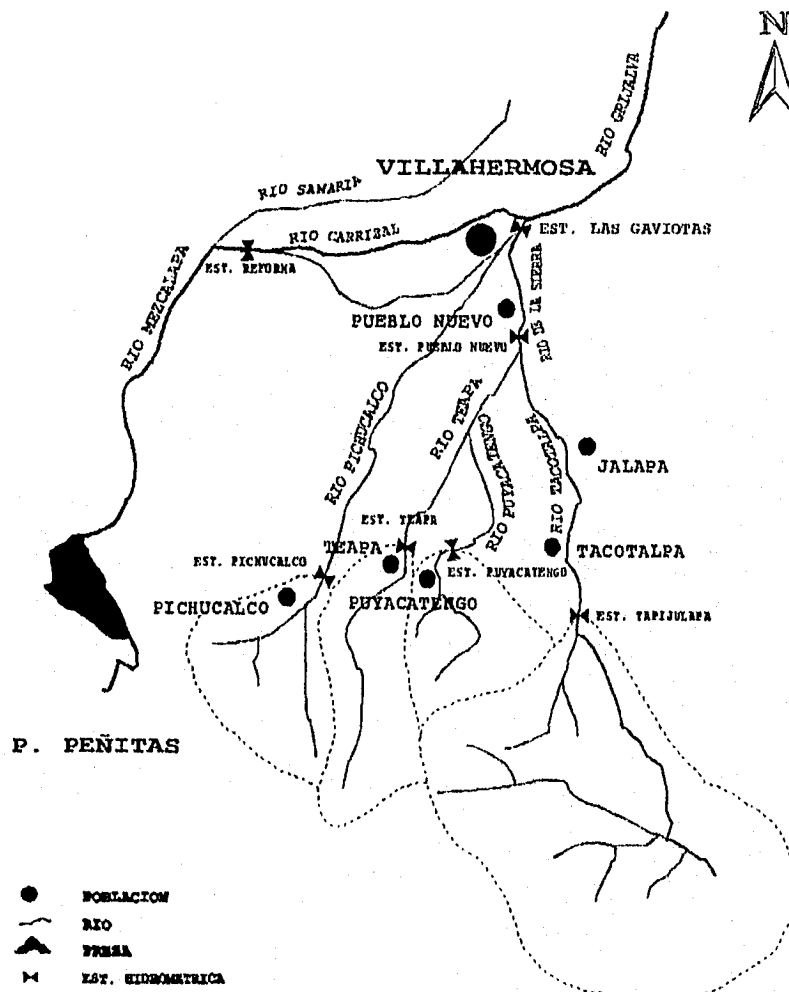 N
RIO GRIJALVA
VILLAHERMOSA
RIO SAMARIA
RIO CARRIZAL
EST. LAS GAVIOTAS
EST. REFORMA
RIO DE LA SIERRA
RIO MEZCALAPA
PUEBLO NUEVO
EST. PUEBLO NUEVO
RIO TEAPA
RIO PICHUCALCO
RIO PUYACATENGO
RIO TACOTALPA
JALAPA
EST. TEAPA
TEAPA
TACOTALPA
EST. PICHUCALCO
EST. PUYACATENGO
PICHUCALCO
PUYACATENGO
EST. TAPIJULAPA
P. PEÑITAS
POBLACION
RIO
PRESA
EST. HIDROMETRICA